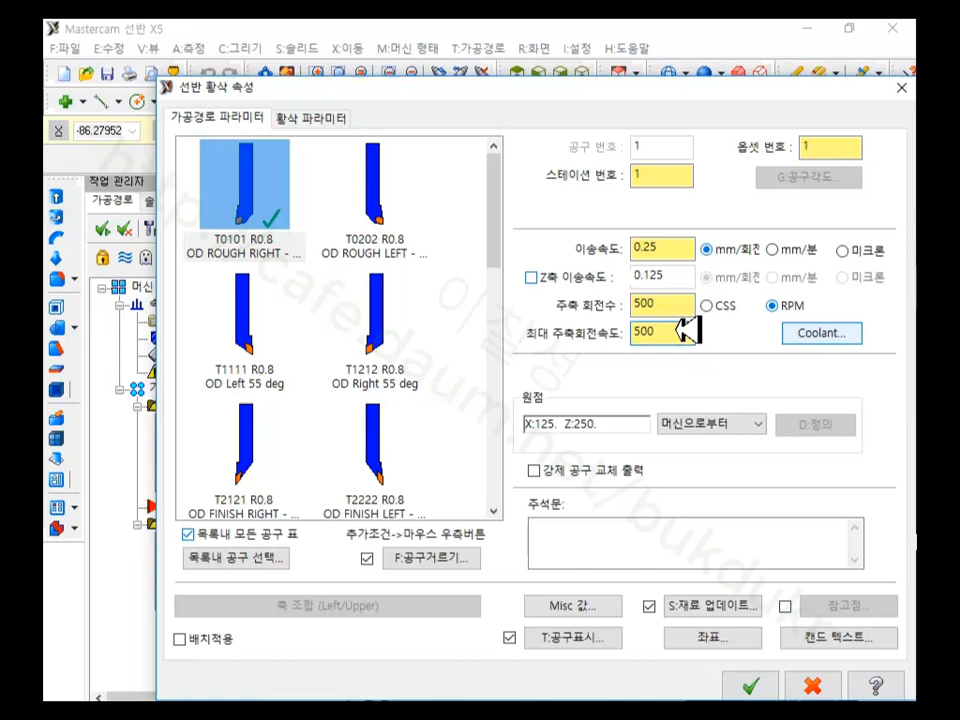 Mastercam 선반 X5
F:파일 E:수정 V:뷰 A:측정 C:그리기 S:솔리드 X:이동 M:머신 형태 T:가공경로 R:화면 I:설정 H:도움말
선반 황삭 속성
-86.27952
작업 관리자
가공경로 솔
머신
가공경로 파라미터 황삭 파라미터
T0101 R0.8
OD ROUGH RIGHT - ...
T0202 R0.8
OD ROUGH LEFT - ...
T1111 R0.8
OD Left 55 deg
T1212 R0.8
OD Right 55 deg
T2121 R0.8
OD FINISH RIGHT - ...
T2222 R0.8
OD FINISH LEFT - ...
목록내 모든 공구 표
추가조건->마우스 우측버튼
목록내 공구 선택...
F:공구거르기...
축 조합 (Left/Upper)
배치적용
공구 번호: 1
옵셋 번호: 1
스테이션 번호: 1
G:공구각도...
이송속도: 0.25 mm/회전 mm/분 미크론
Z축 이송속도: 0.125 mm/회전 mm/분 미크론
주축 회전수: 500 CSS RPM
최대 주축회전속도: 500
Coolant...
원점
X:125. Z:250. 머신으로부터 D:정의
강제 공구 교체 출력
주석문:
Misc 값... S:재료 업데이트... 참고점...
T:공구표시... 좌표... 캔드 텍스트...